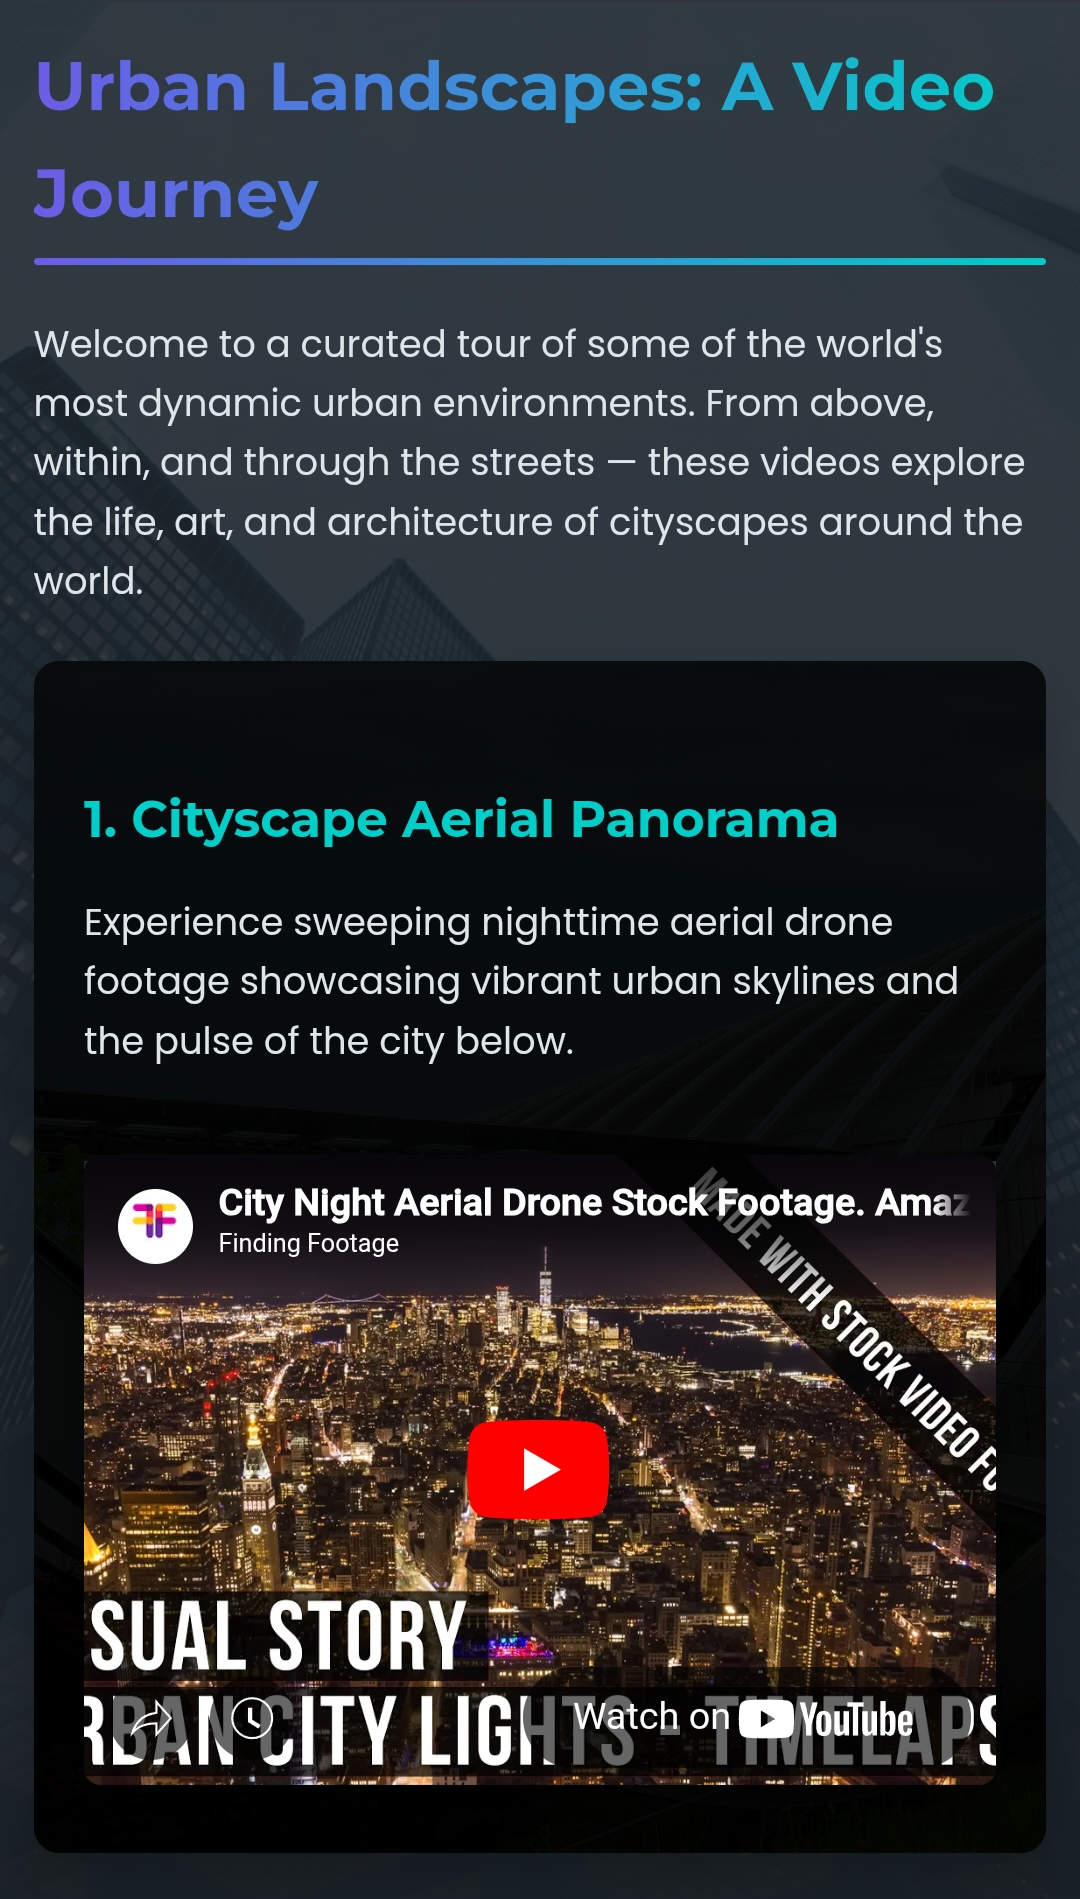 Urban Landscapes: A Video
Journey
Welcome to a curated tour of some of the world's
most dynamic urban environments. From above,
within, and through the streets — these videos explore
the life, art, and architecture of cityscapes around the
world.
1. Cityscape Aerial Panorama
Experience sweeping nighttime aerial drone
footage showcasing vibrant urban skylines and
the pulse of the city below.
City Night Aerial Drone Stock Footage. Amaz
Finding Footage
MADE WITH STOCK VIDEO FO
SUAL STORY
RBAN CITY LIGHTS - TIMELAPS
Watch on YouTube